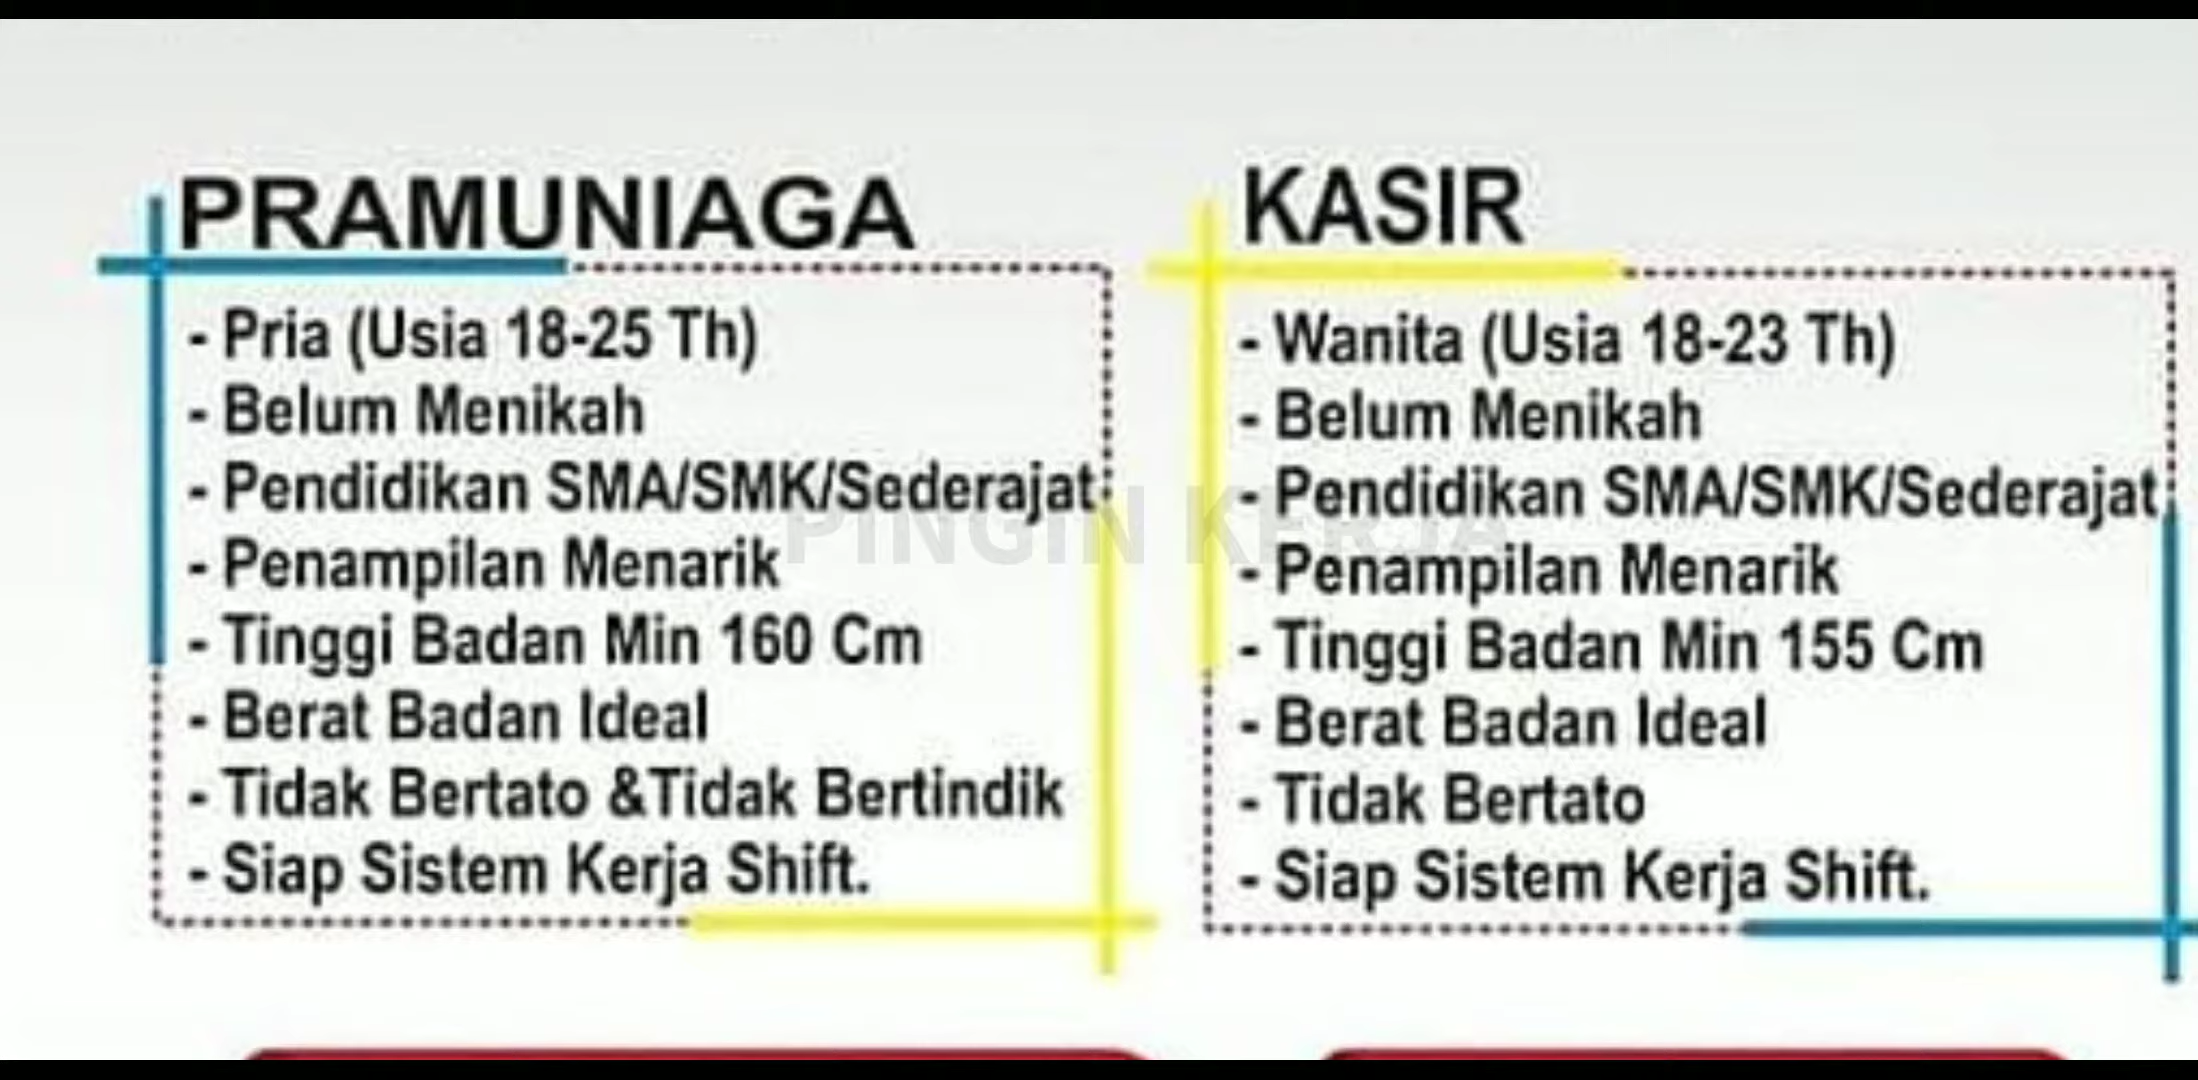 PRAMUNIAGA
- Pria (Usia 18-25 Th)
- Belum Menikah
- Pendidikan SMA/SMK/Sederajat
- Penampilan Menarik
- Tinggi Badan Min 160 Cm
- Berat Badan Ideal
- Tidak Bertato &Tidak Bertindik
- Siap Sistem Kerja Shift.
KASIR
- Wanita (Usia 18-23 Th)
- Belum Menikah
- Pendidikan SMA/SMK/Sederajat
- Penampilan Menarik
- Tinggi Badan Min 155 Cm
- Berat Badan Ideal
- Tidak Bertato
- Siap Sistem Kerja Shift.
PINGIN KERJA